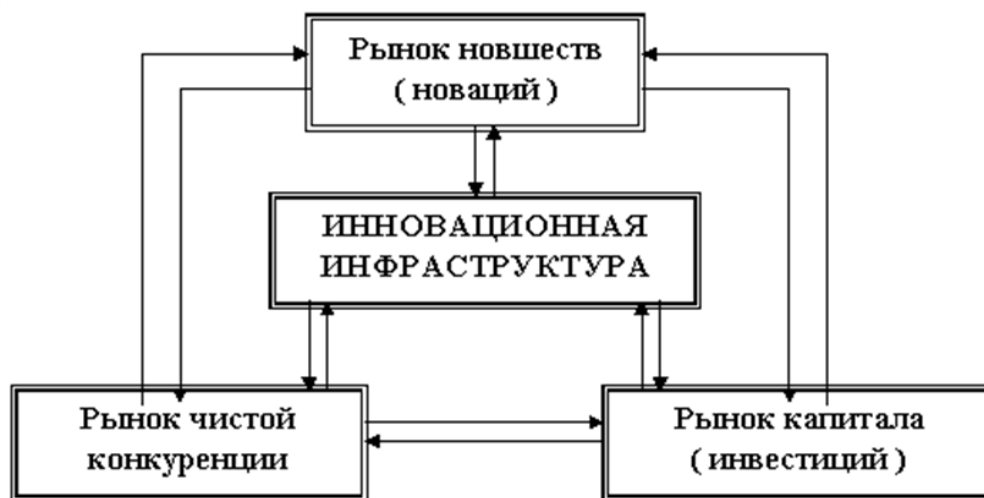 Рынок новшеств
( новаций )
ИННОВАЦИОННАЯ
ИНФРАСТРУКТУРА
Рынок чистой
конкуренции
Рынок капитала
( инвестиций )